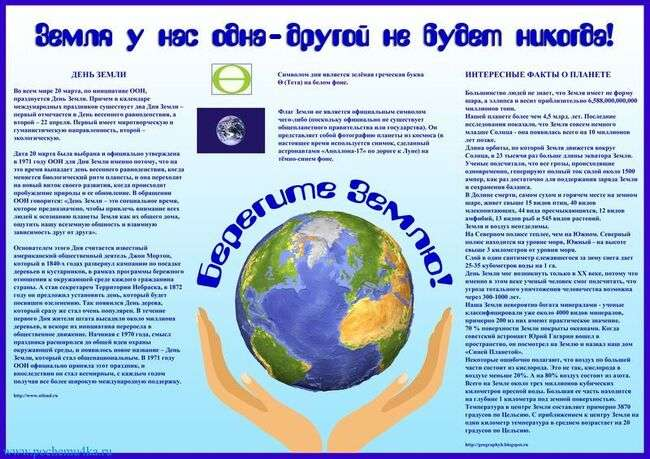 Земля у нас одна-другой не будет никогда!
ДЕНЬ ЗЕМЛИ
Во всем мире 20 марта, по инициативе ООН,
празднуется День Земли. Причем в календаре
международных праздников существует два Дня Земли –
первый отмечается в День весеннего равноденствия, а
второй – 22 апреля. Первый имеет миротворческую и
гуманистическую направленность, второй –
экологическую.
Дата 20 марта была выбрана и официально утверждена
в 1971 году ООН для Дня Земли именно потому, что на
это время выпадает день весеннего равноденствия, когда
меняется биологический ритм планеты, и она переходит
на новый виток своего развития, когда происходит
пробуждение природы и ее обновление. В обращении
ООН говорится: «День Земли – это специальное время,
которое предназначено, чтобы привлечь внимание всех
людей к осознанию планеты Земля как их общего дома,
ощутить нашу всеземную общность и взаимную
зависимость друг от друга».
Основателем этого Дня считается известный
американский общественный деятель Джон Мортон,
который в 1840-х годах развернул кампанию по посадке
деревьев и кустарников, в рамках программы бережного
отношения к окружающей среде каждого гражданина
страны. А став секретарем Территории Небраска, в 1872
году он предложил установить день, который будет
посвящен озеленению. Так появился День дерева,
который сразу же стал очень популярен. В течение
первого Дня жители штата высадили около миллиона
деревьев, и вскоре их инициатива переросла в
общественное движение. Начиная с 1970 года, смысл
праздника расширился до общей идеи охраны
окружающей среды, и появилось новое название – День
Земли, который стал общенациональным. В 1971 году
ООН официально приняла этот праздник, и
впоследствии он стал всемирным, с каждым годом
получая все более широкую международную поддержку.
Символом дня является зелёная греческая буква
Θ (Тета) на белом фоне.
Флаг Земли не является официальным символом
чего-либо (поскольку официально не существует
общепланетного правительства или государства). Он
представляет собой фотографию планеты из космоса (в
настоящее время используется снимок, сделанный
астронавтами «Аполлона-17» по дороге к Луне) на
тёмно-синем фоне.
Берегите Землю!
ИНТЕРЕСНЫЕ ФАКТЫ О ПЛАНЕТЕ
Большинство людей не знает, что Земля имеет не форму
шара, а эллипса и весит приблизительно 6,588,000,000,000
миллионов тонн.
Нашей планете более чем 4,5 млрд. лет. Последние
исследования показали, что Земля совсем немного
младше Солнца - она появилась всего на 10 миллионов
лет позже.
Длина орбиты, по которой Земля движется вокруг
Солнца, в 23 тысячи раз больше длины экватора Земли.
Ученые подсчитали, что все грозы, происходящие
одновременно, генерируют полный ток силой около 1500
ампер, как раз достаточно для поддержания заряда Земли
и сохранения баланса.
В Долине смерти, самом сухом и горячем месте на земном
шаре, живет свыше 15 видов птиц, 40 видов
млекопитающих, 44 вида пресмыкающихся, 12 видов
амфибий, 13 видов рыб и 545 видов растений.
Земля и воздух неотделимы.
На Северном полюсе теплее, чем на Южном. Северный
полюс находится на уровне моря, Южный – на высоте
свыше 3 километров от уровня моря.
Слой в один сантиметр слежавшегося за зиму снега дает
25-35 кубометров воды на 1 га.
День Земли мог возникнуть только в ХХ веке, потому что
именно в этом веке ученый смог подсчитать, что
угроза тотального уничтожения человечества возможна
через 300-1000 лет.
Наша Земля невероятно богата минералами - ученые
классифицировали уже около 4000 видов минералов,
примерно 200 из них имеют практическое значение.
70 % поверхности Земли покрыты океанами. Когда
советский астронавт Юрий Гагарин вошел в
пространство, он посмотрел на Землю и назвал наш дом
«Синей Планетой».
Некоторые ошибочно полагают, что воздух по большей
части состоит из кислорода. Это не так, кислорода в
воздухе меньше 20%. А на 80% воздух состоит из азота.
Всего на Земле около трех миллионов кубических
километров пресной воды. Большая ее часть находится
на глубине 1 километра под земной поверхностью.
Температура в центре Земли составляет примерно 3870
градусов по Цельсию. С приближением к центру Земли на
один километр температура в среднем возрастает на 20
градусов по Цельсию.
http://geographyk.blogspot.ru
www.pochemu4ka.ru